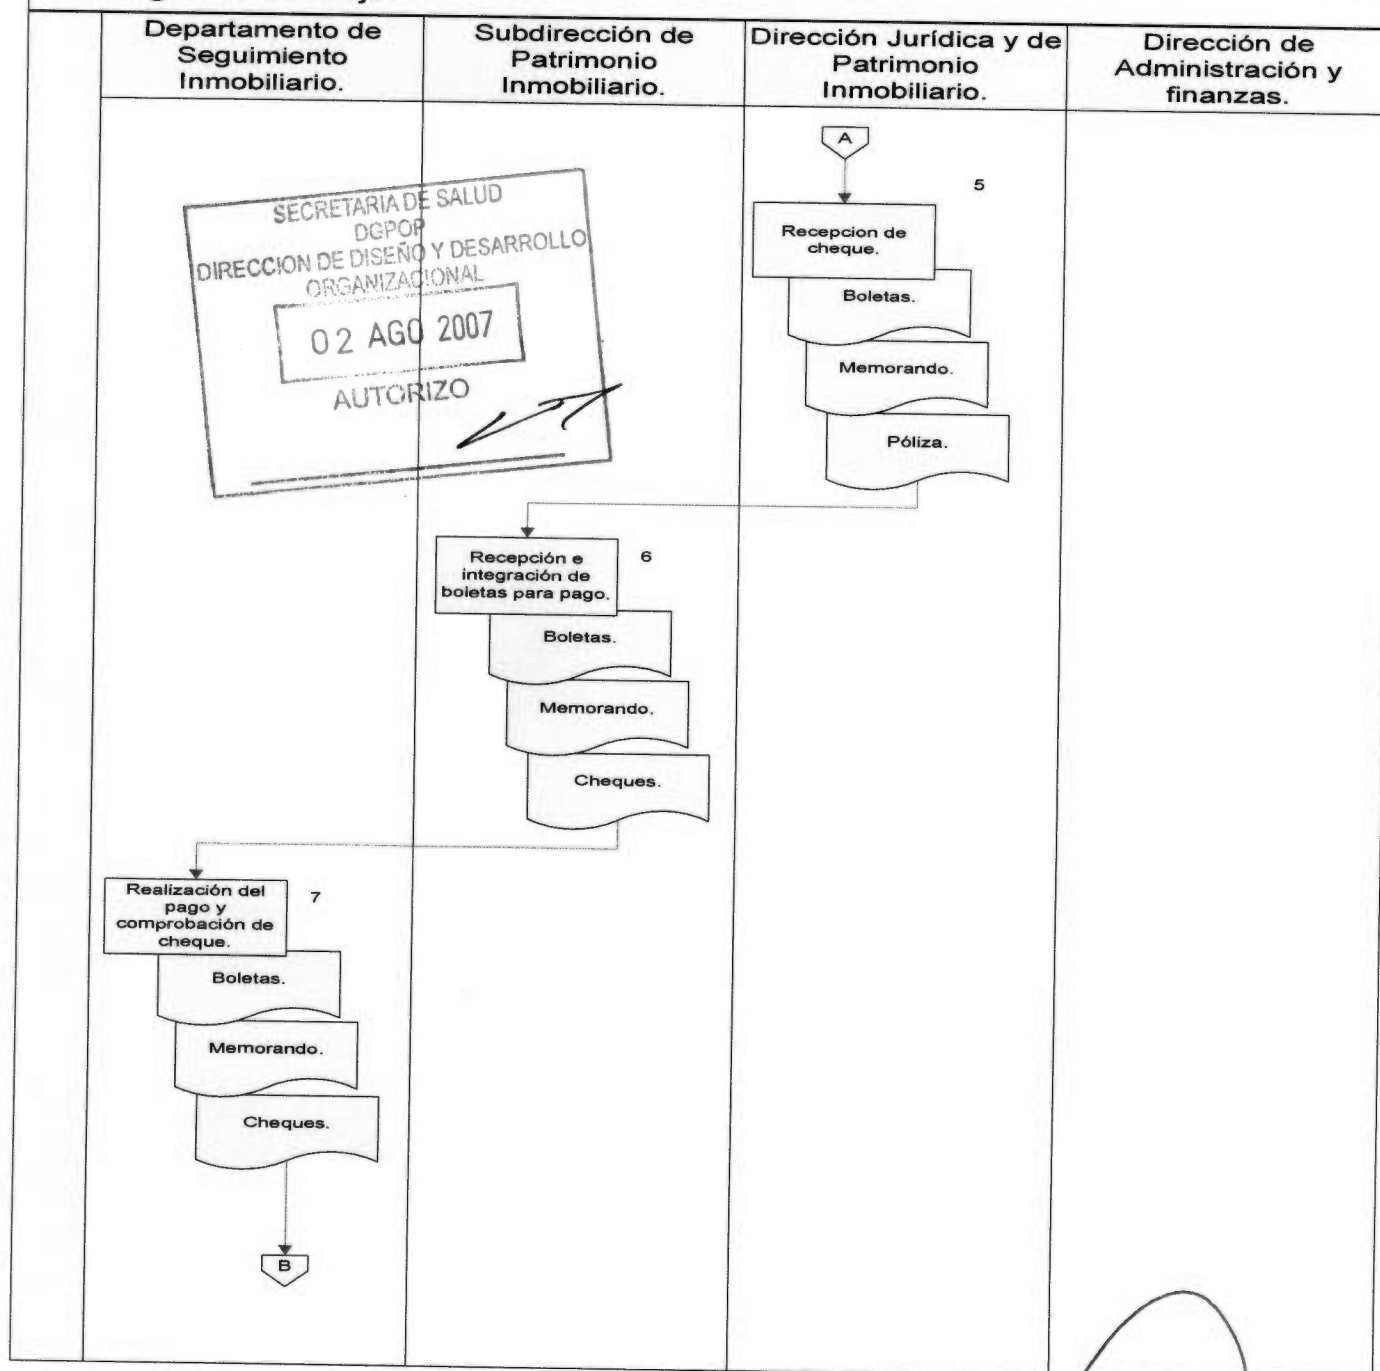 Departamento de
Seguimiento
Inmobiliario.
Subdirección de
Patrimonio
Inmobiliario.
Dirección Jurídica y de
Patrimonio
Inmobiliario.
Dirección de
Administración y
finanzas.
A
5
Recepcion de
cheque.
Boletas.
Memorando.
Póliza.
SECRETARIA DE SALUD
DGPOP
DIRECCION DE DISEÑO Y DESARROLLO
ORGANIZACIONAL
02 AGO 2007
AUTORIZO
6
Recepción e
integración de
boletas para pago.
Boletas.
Memorando.
Cheques.
7
Realización del
pago y
comprobación de
cheque.
Boletas.
Memorando.
Cheques.
B